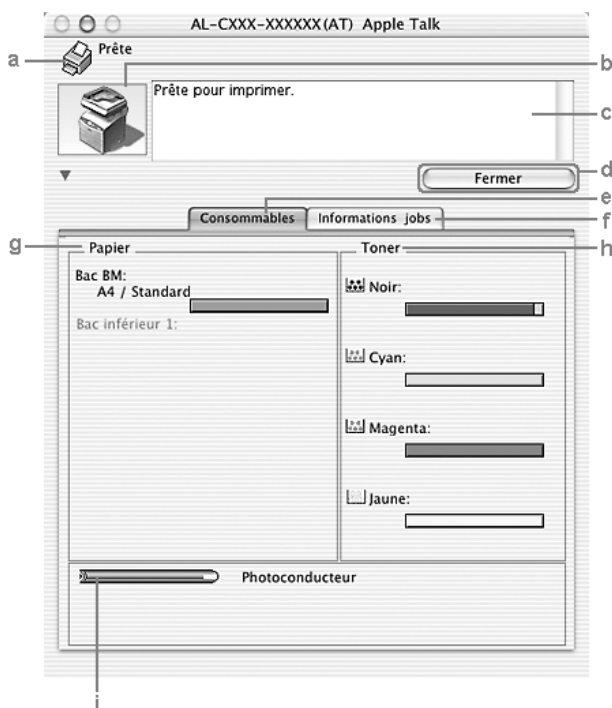 AL-CXXX-XXXXXX(AT) Apple Talk
a
Prête
b
Prête pour imprimer.
c
d
Fermer
e
Consommables
Informations jobs
f
g
Papier
Toner
h
Bac BM:
A4 / Standard
Noir:
Bac inférieur 1:
Cyan:
Magenta:
Jaune:
Photoconducteur
i